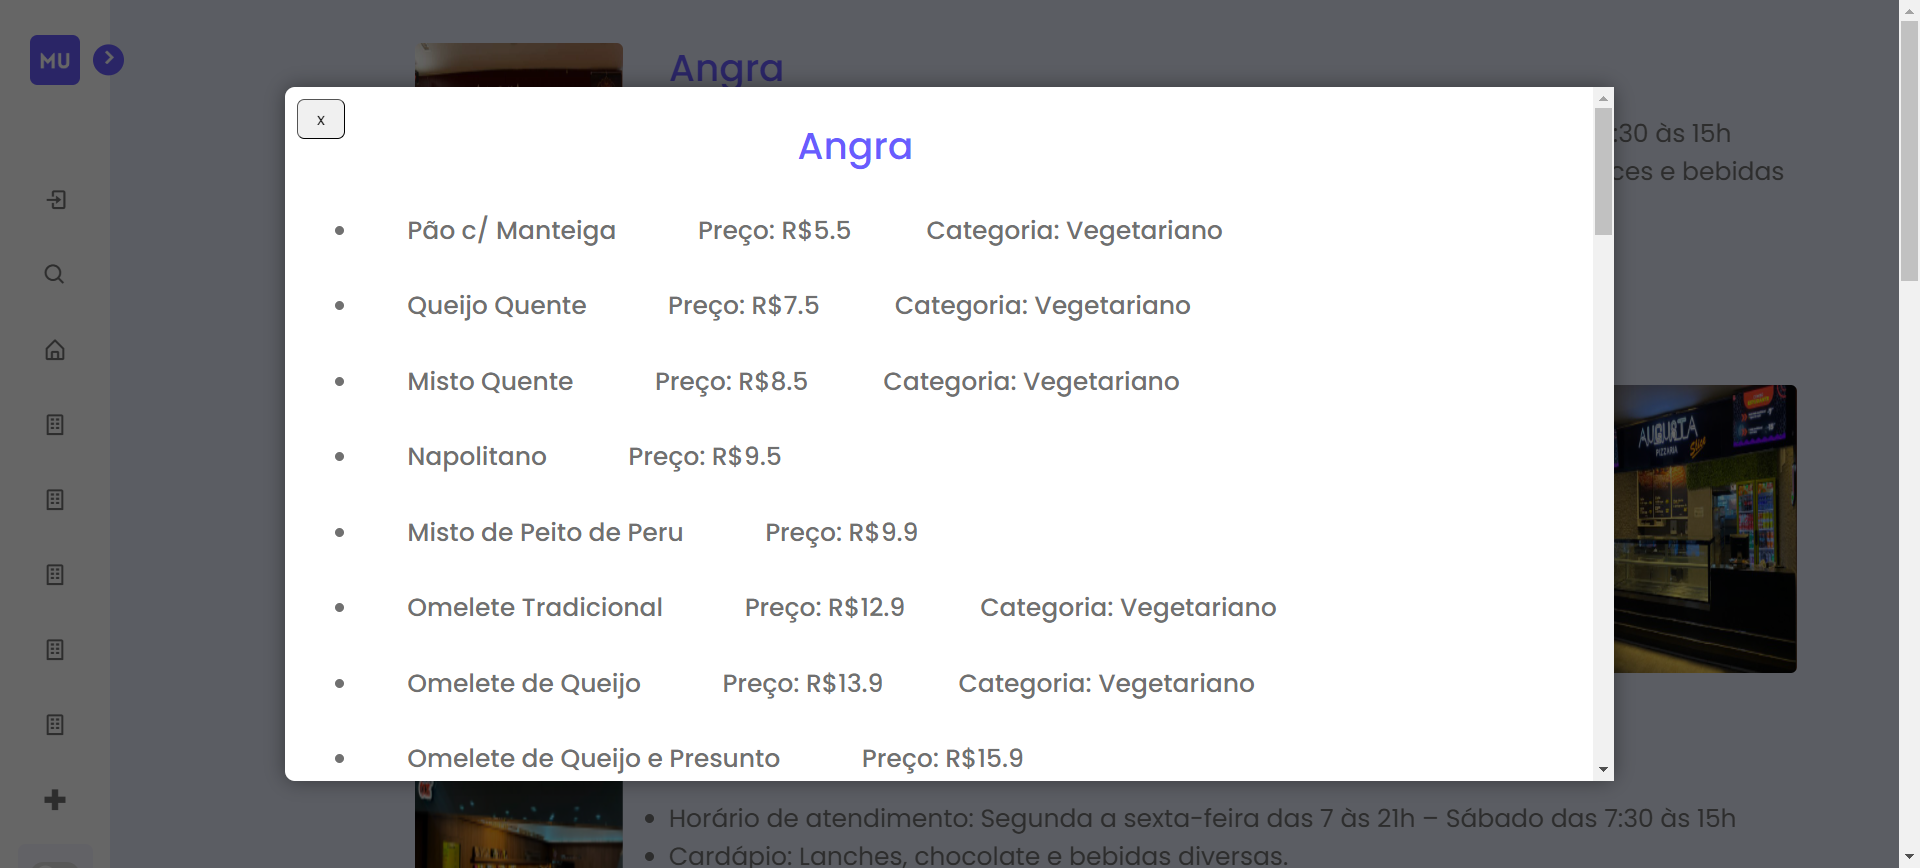 MU
Angra
:30 às 15h
ces e bebidas
x
Angra
Pão c/ Manteiga Preço: R$5.5 Categoria: Vegetariano
Queijo Quente Preço: R$7.5 Categoria: Vegetariano
Misto Quente Preço: R$8.5 Categoria: Vegetariano
Napolitano Preço: R$9.5
Misto de Peito de Peru Preço: R$9.9
Omelete Tradicional Preço: R$12.9 Categoria: Vegetariano
Omelete de Queijo Preço: R$13.9 Categoria: Vegetariano
Omelete de Queijo e Presunto Preço: R$15.9
AUGUSTA
PIZZARIA
Slice
Horário de atendimento: Segunda a sexta-feira das 7 às 21h – Sábado das 7:30 às 15h
Cardápio: Lanches, chocolate e bebidas diversas.